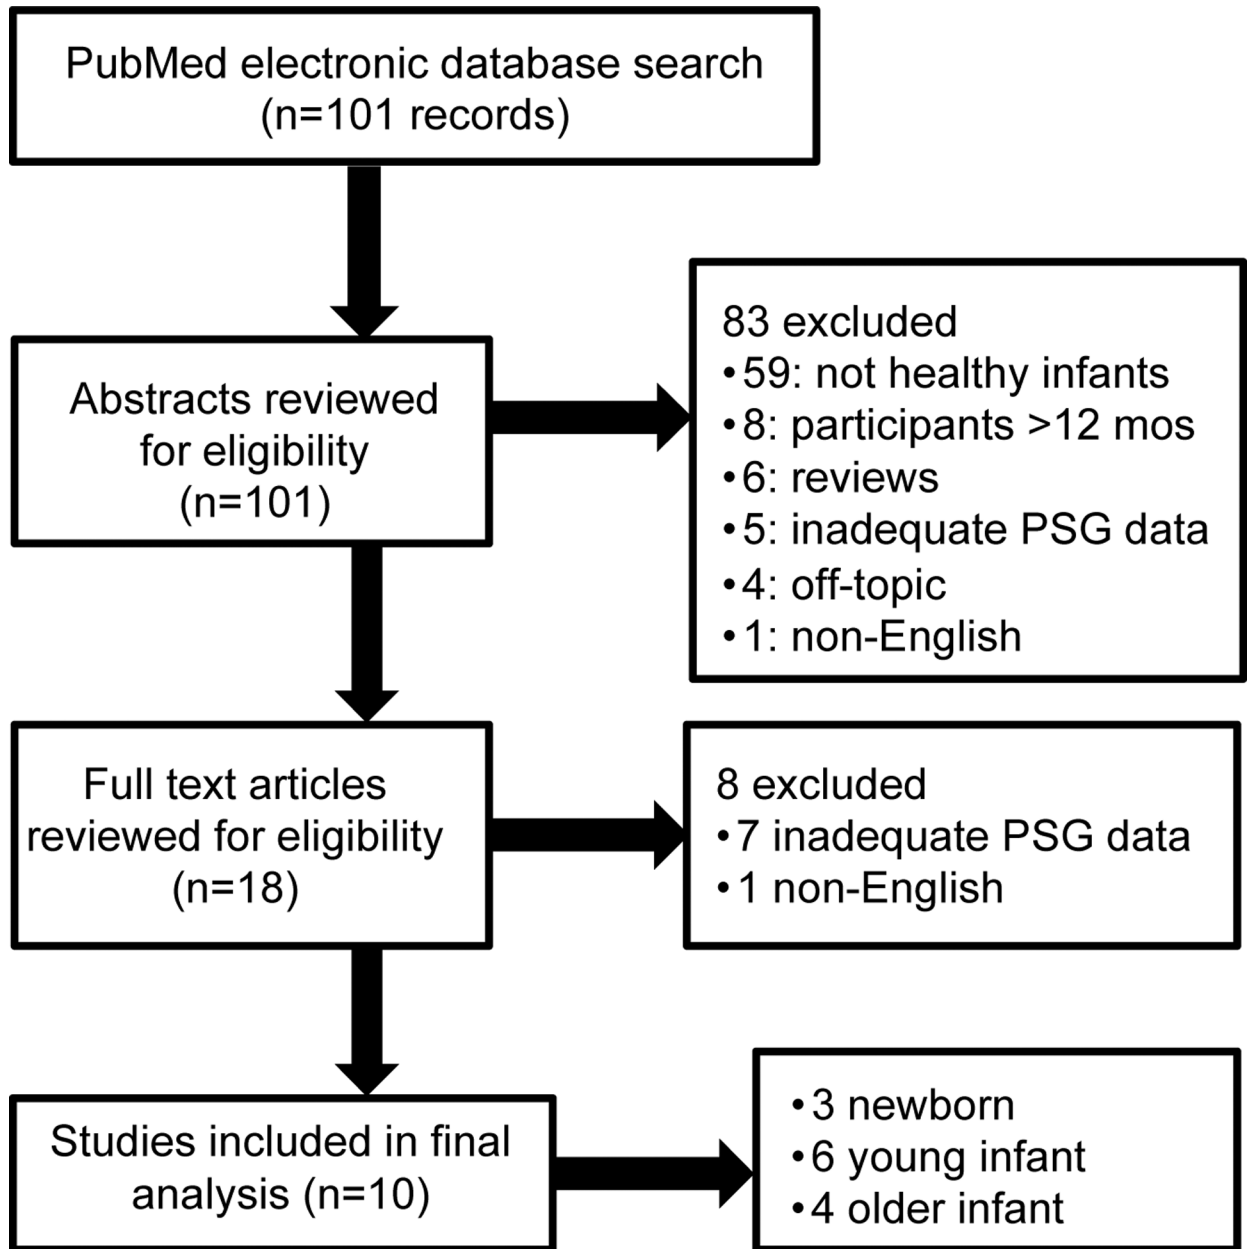 PubMed electronic database search
(n=101 records)
Abstracts reviewed
for eligibility
(n=101)
83 excluded
•59: not healthy infants
•8: participants >12 mos
•6: reviews
•5: inadequate PSG data
•4: off-topic
•1: non-English
Full text articles
reviewed for eligibility
(n=18)
8 excluded
•7 inadequate PSG data
•1 non-English
Studies included in final
analysis (n=10)
•3 newborn
•6 young infant
•4 older infant